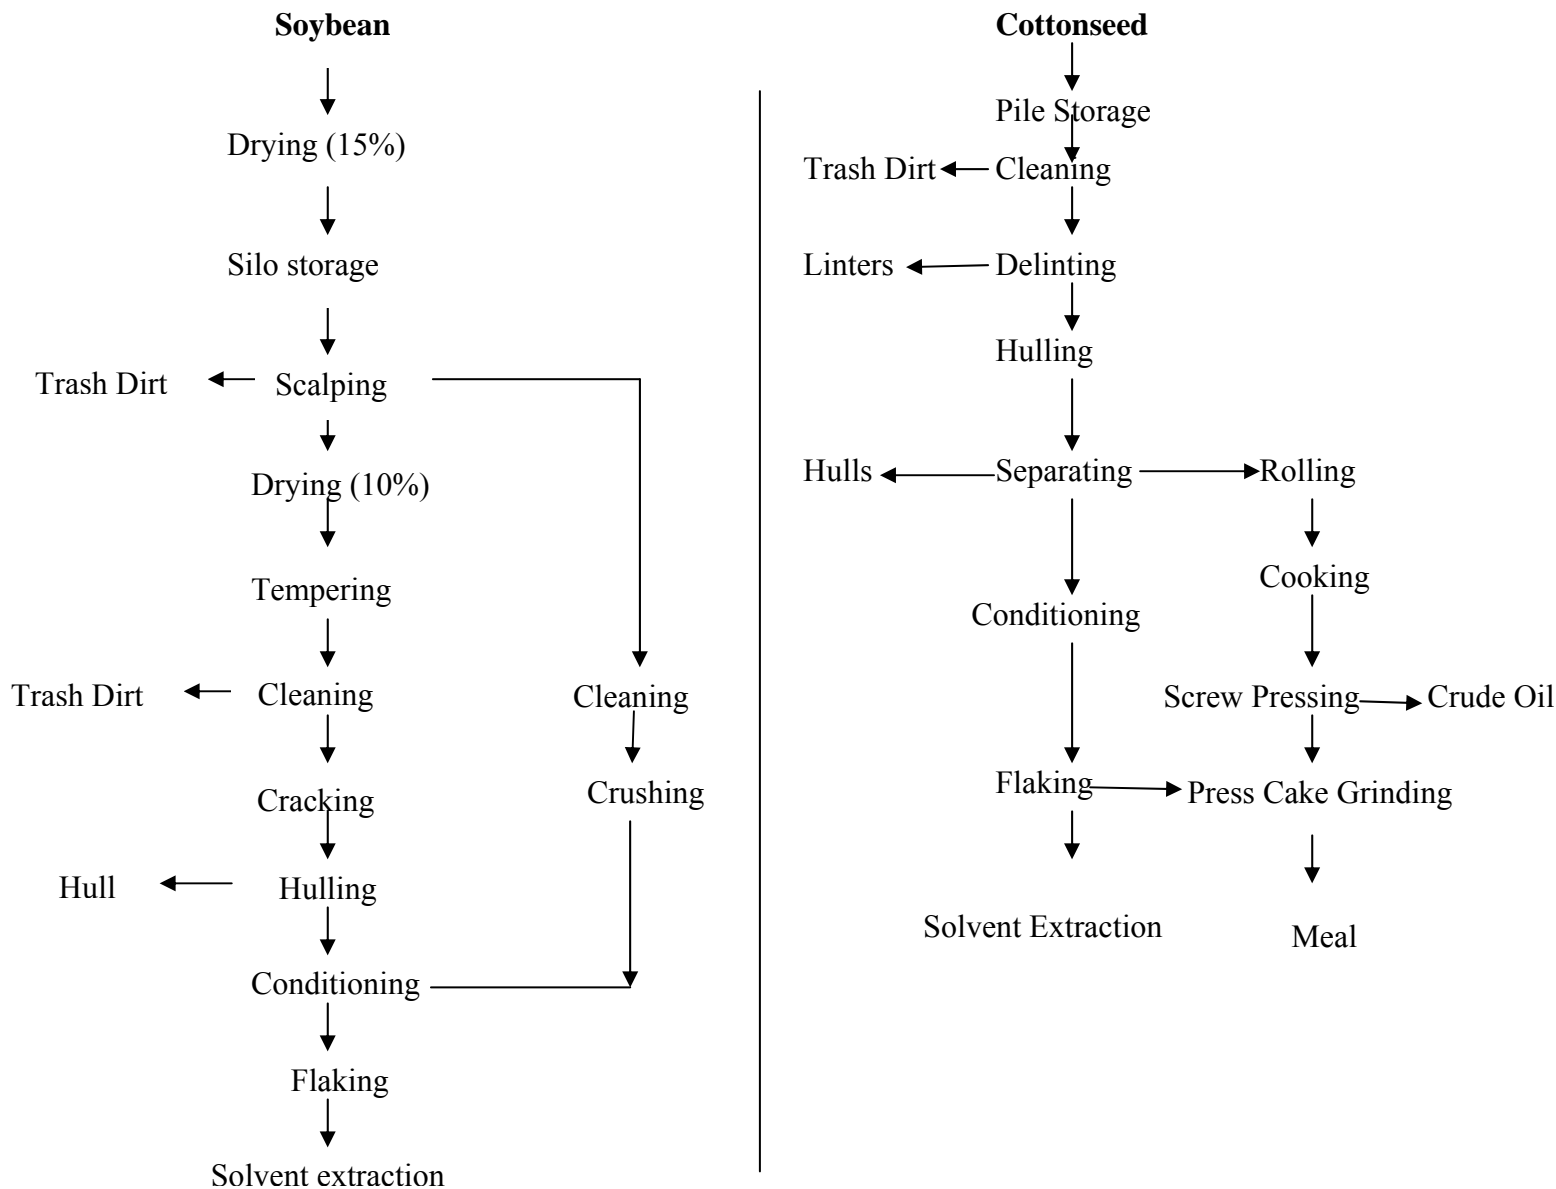 Soybean
Drying (15%)
Silo storage
Trash Dirt
Scalping
Drying (10%)
Tempering
Trash Dirt
Cleaning
Cleaning
Cracking
Crushing
Hull
Hulling
Conditioning
Flaking
Solvent extraction
Cottonseed
Pile Storage
Trash Dirt
Cleaning
Linters
Delinting
Hulling
Hulls
Separating
Rolling
Cooking
Conditioning
Screw Pressing
Crude Oil
Flaking
Press Cake Grinding
Solvent Extraction
Meal